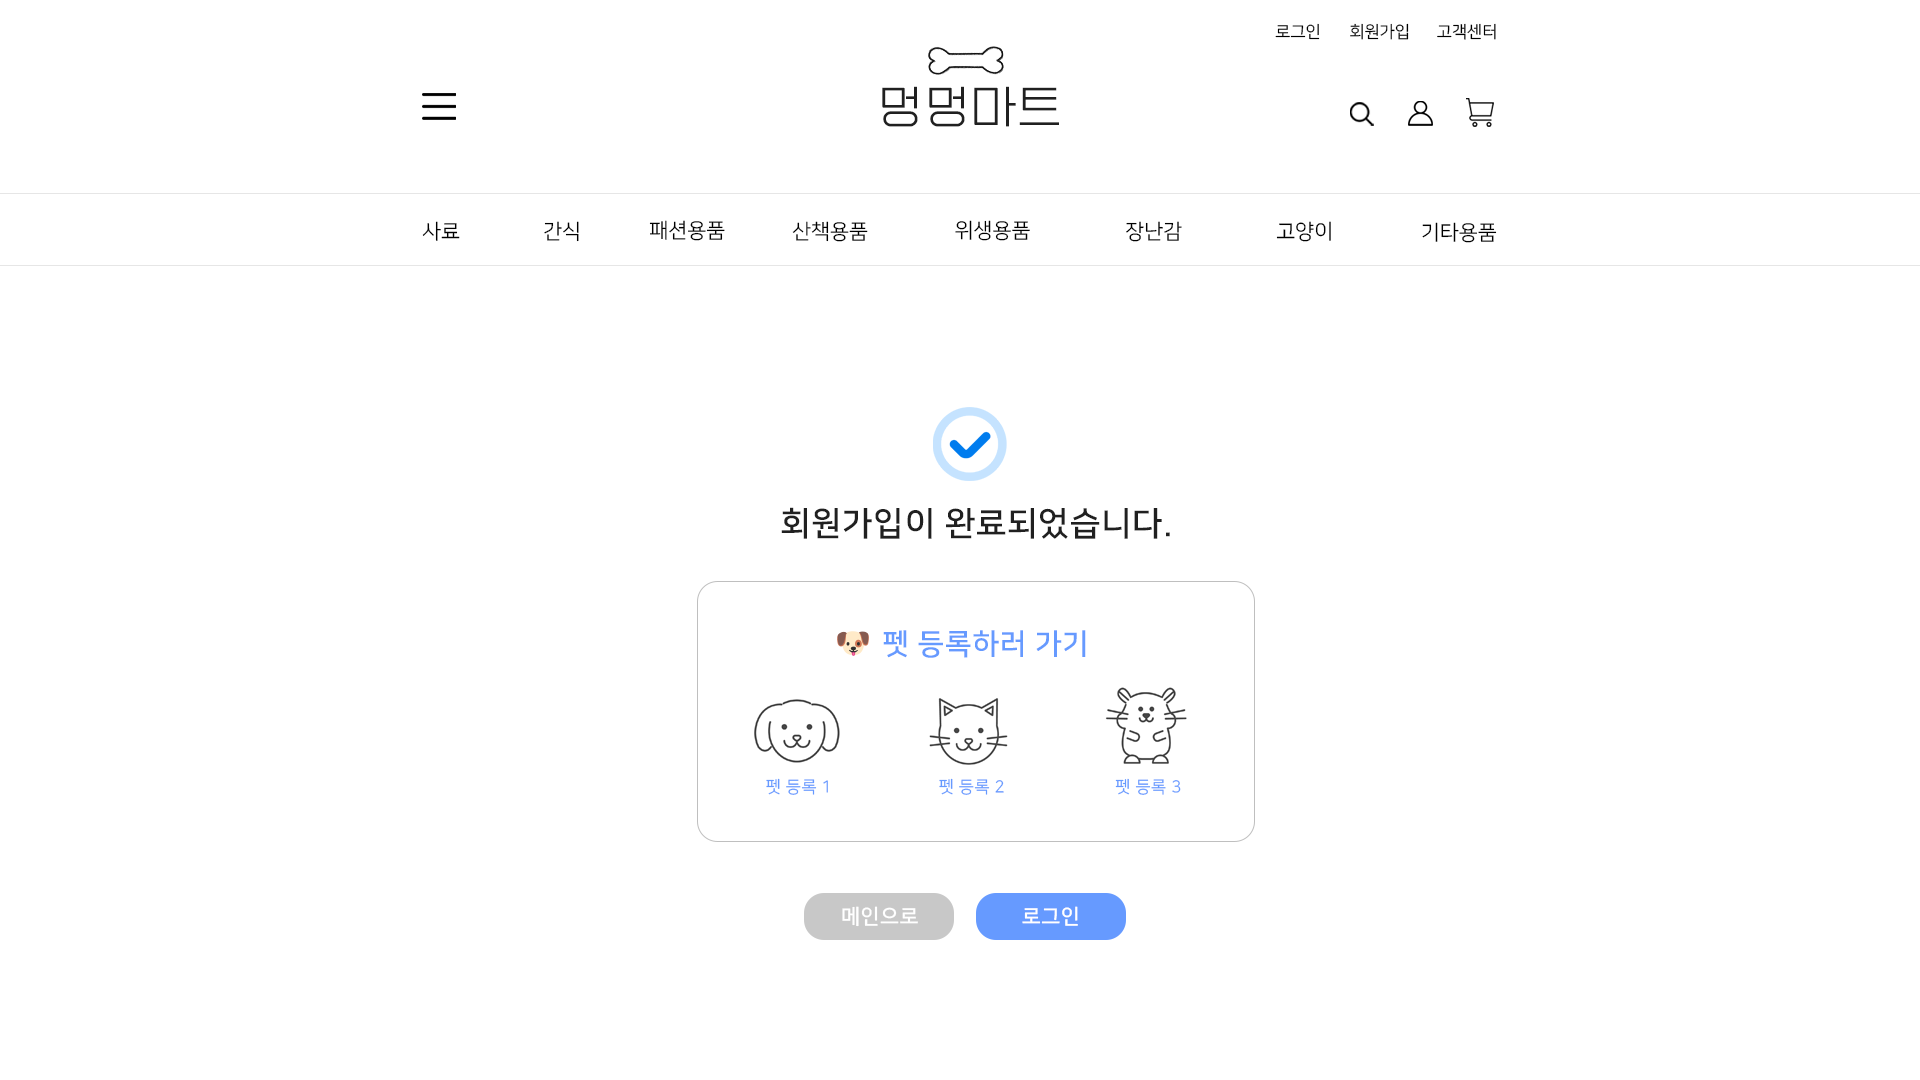 로그인 회원가입 고객센터
멍멍마트
사료 간식 패션용품 산책용품 위생용품 장난감 고양이 기타용품
회원가입이 완료되었습니다.
펫 등록하러 가기
펫 등록 1 펫 등록 2 펫 등록 3
메인으로 로그인